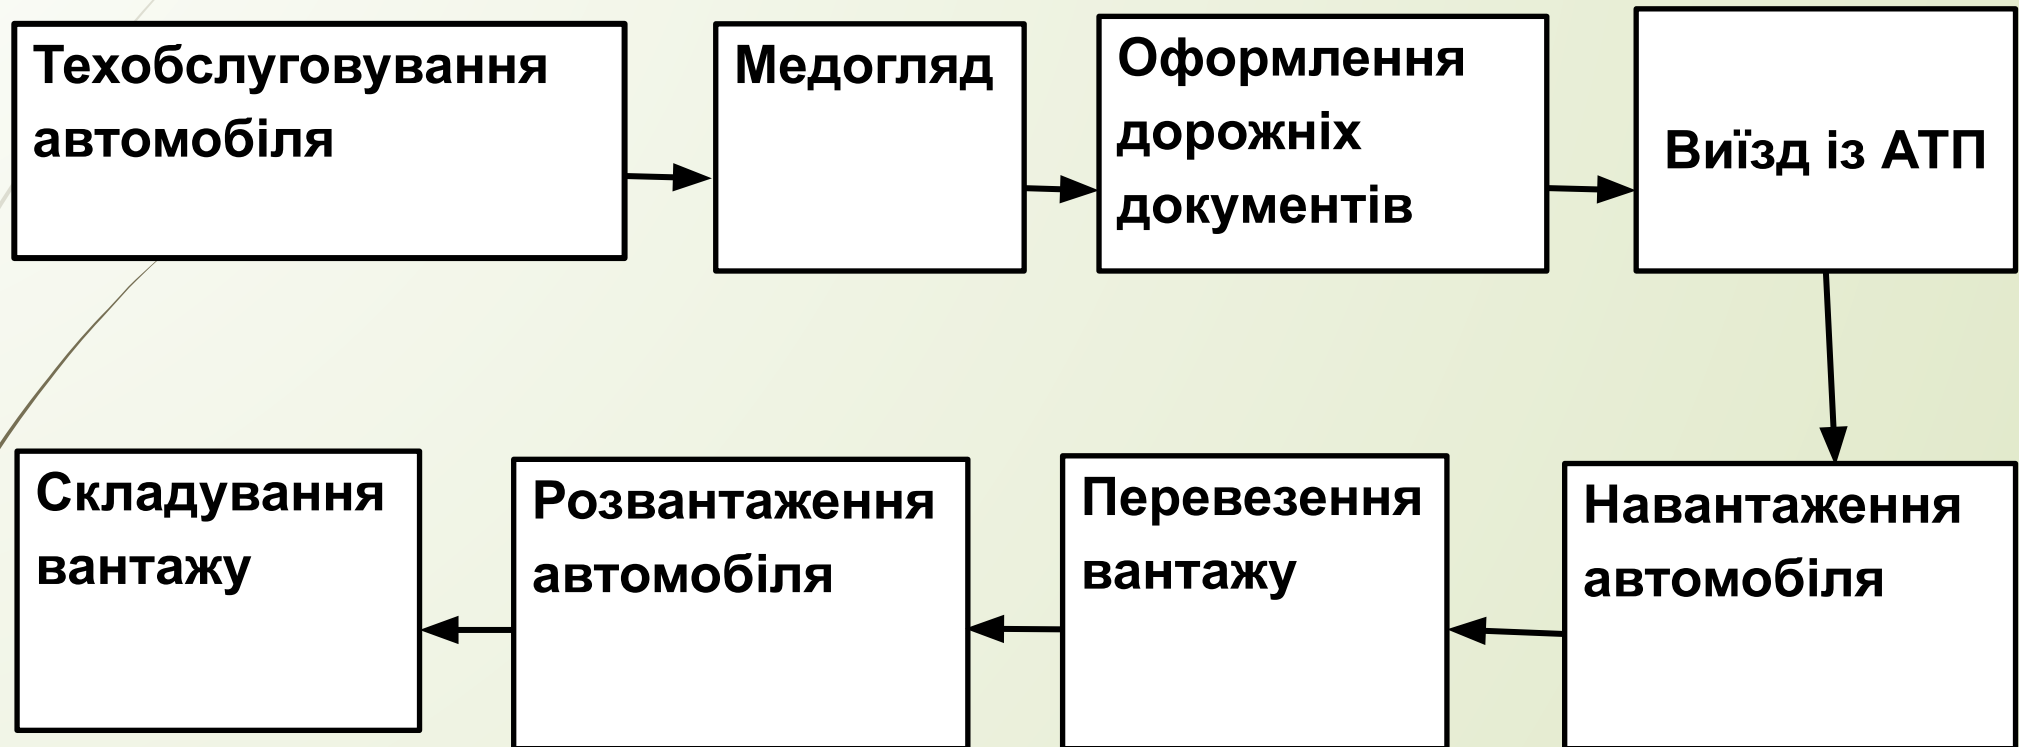 Техобслуговування
автомобіля
Медогляд
Оформлення
дорожніх
документів
Виїзд із АТП
Навантаження
автомобіля
Перевезення
вантажу
Розвантаження
автомобіля
Складування
вантажу